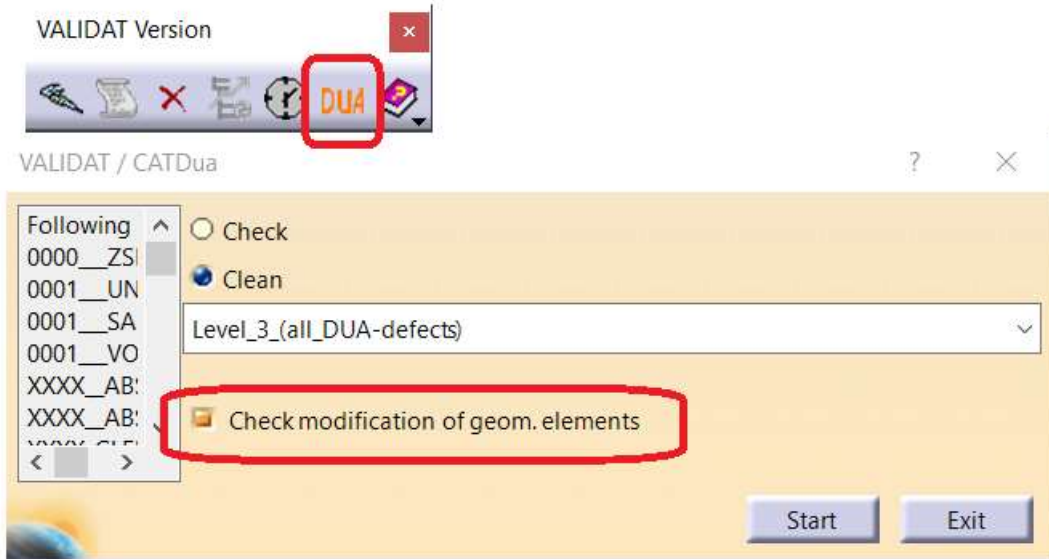 VALIDAT Version
DUA
VALIDAT / CATDua
Following
0000__ZSI
0001__UN
0001__SA
0001__VO
XXXX__AB
XXXX__AB
Check
Clean
Level_3_(all_DUA-defects)
Check modification of geom. elements
Start
Exit